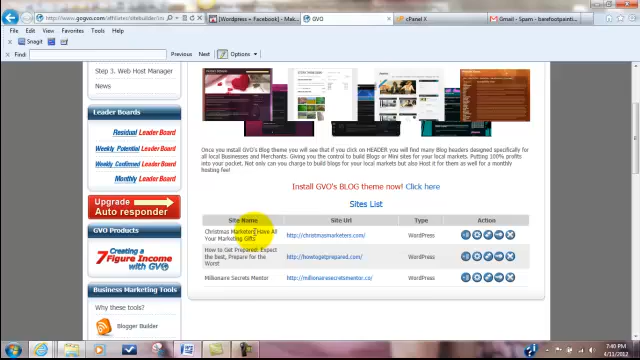 http://www.gogvo.com/affiliates/sitebuilder/ins
[Wordpress + Facebook] - Mak...
GVO
cPanel X
Gmail - Spam - barefootpainti...
File Edit View Favorites Tools Help
Snagit
Find: Previous Next Options
Step 3. Web Host Manager
News
Leader Boards
Residual Leader Board
Weekly Potential Leader Board
Weekly Confirmed Leader Board
Monthly Leader Board
Upgrade
Auto responder
GVO Products
Creating a
7 Figure Income
with GVO
Business Marketing Tools
Why these tools?
Blogger Builder
Once you install GVO's Blog theme you will see that if you click on HEADER you will find many Blog headers designed specifically for
all local Businesses and Merchants. Giving you the control to build Blogs or Mini sites for your local markets. Putting 100% profits
into your pocket. Not only can you charge to build blogs for your local markets but also Host it for them as well for a monthly
hosting fee!
Install GVO's BLOG theme now! Click here
Sites List
Site Name Site Url Type Action
Christmas Marketers Have All
Your Marketing Gifts
http://christmasmarketers.com/ WordPress
How to Get Prepared: Expect
the best, Prepare for the
Worst
http://howtogetprepared.com/ WordPress
Millionaire Secrets Mentor http://millionairesecretsmentor.co/ WordPress
7:40 PM
4/11/2012